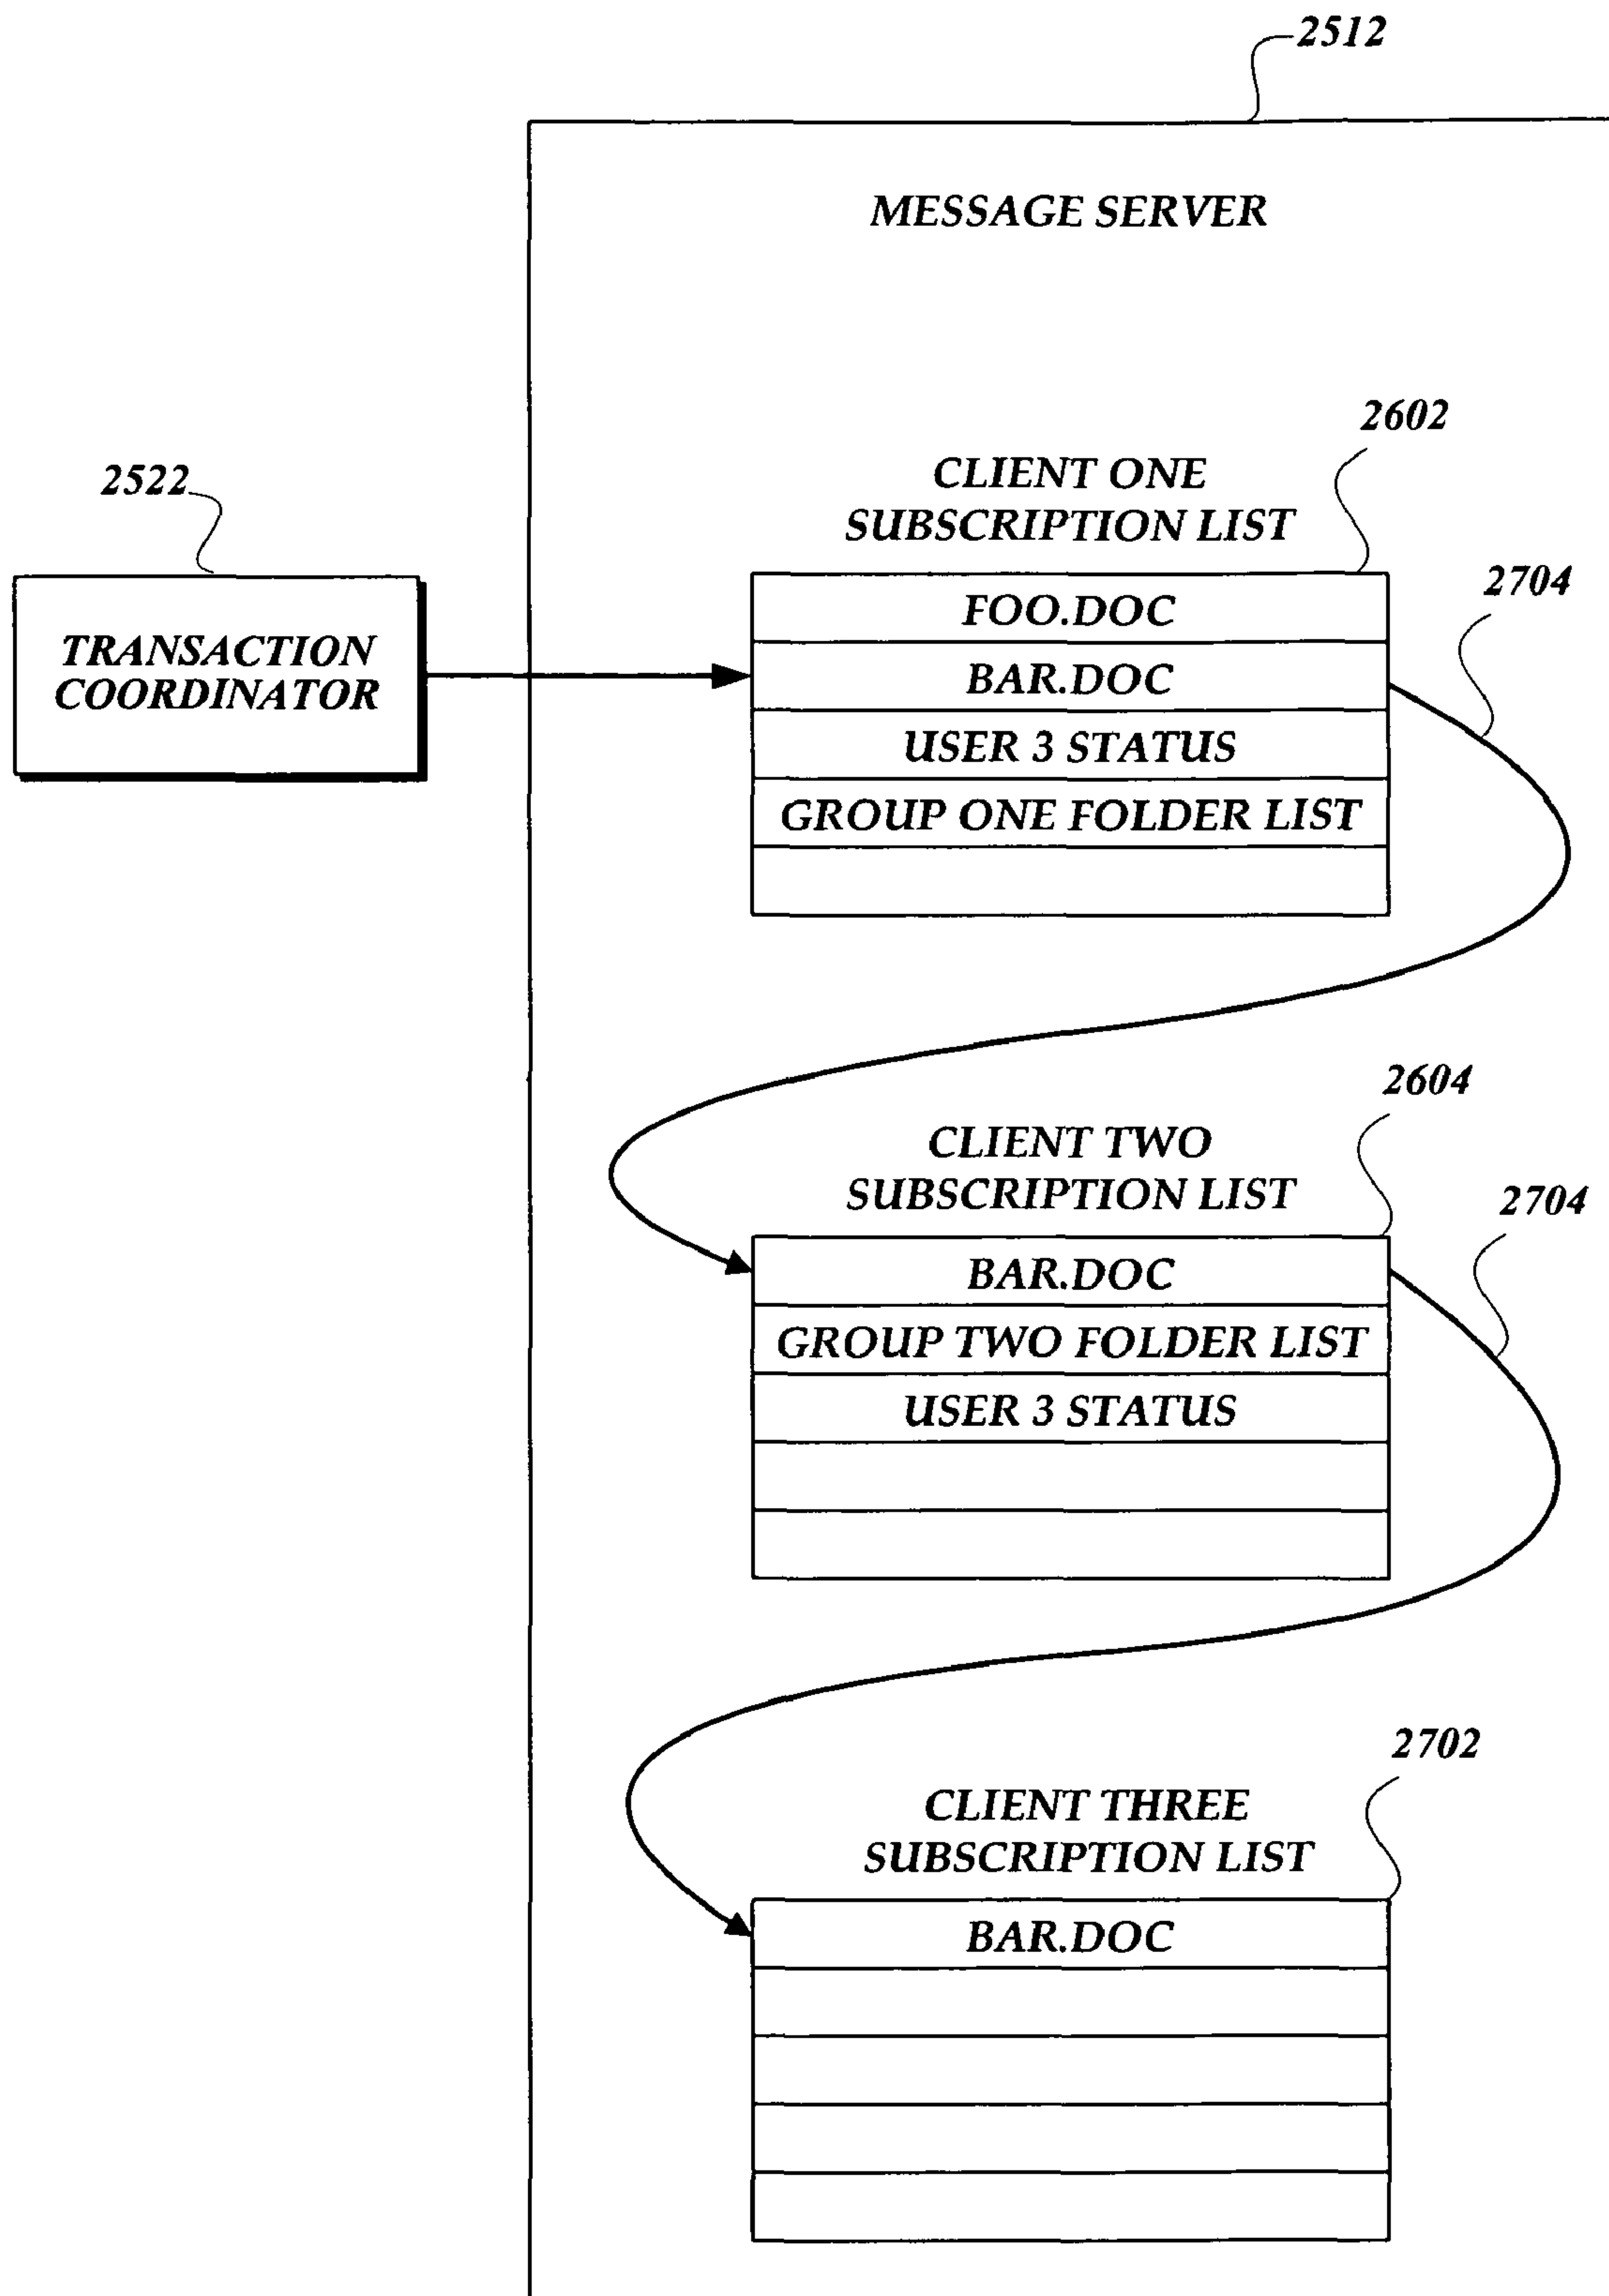 2512
MESSAGE SERVER
2602
CLIENT ONE
SUBSCRIPTION LIST
2522
2704
FOO.DOC
TRANSACTION
COORDINATOR
BAR.DOC
USER 3 STATUS
GROUP ONE FOLDER LIST
2604
CLIENT TWO
SUBSCRIPTION LIST
2704
BAR.DOC
GROUP TWO FOLDER LIST
USER 3 STATUS
2702
CLIENT THREE
SUBSCRIPTION LIST
BAR.DOC